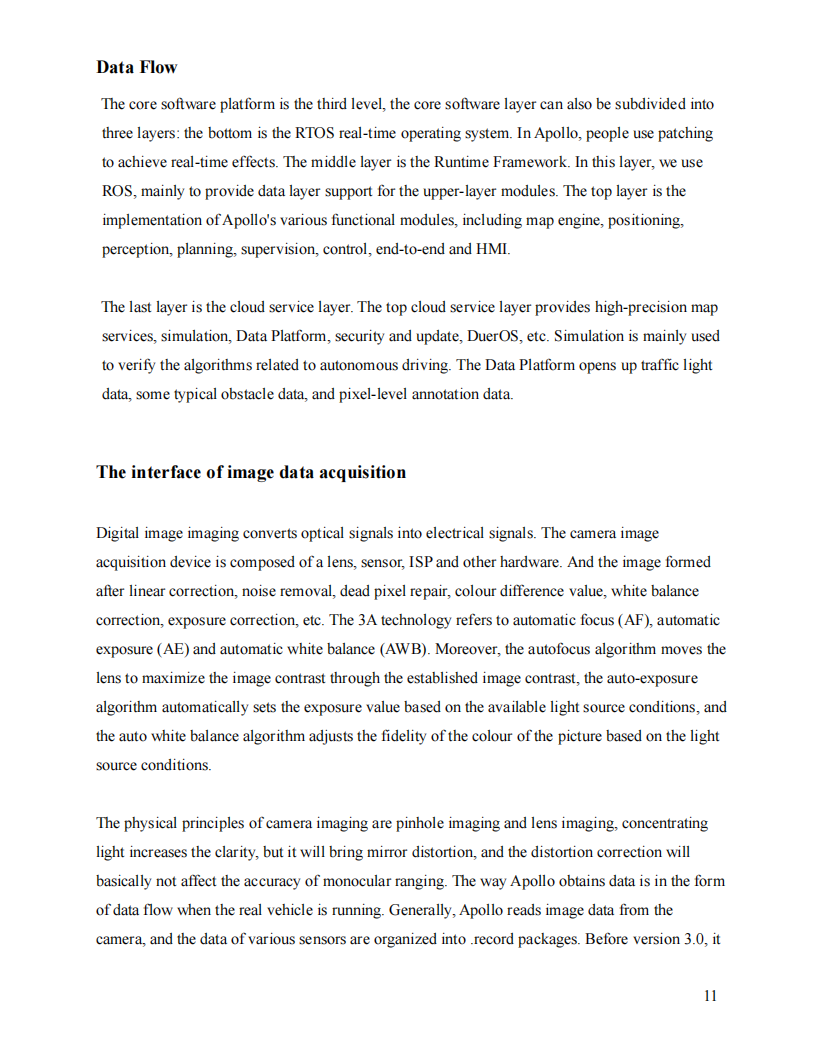 Data Flow
The core software platform is the third level, the core software layer can also be subdivided into
three layers: the bottom is the RTOS real-time operating system. In Apollo, people use patching
to achieve real-time effects. The middle layer is the Runtime Framework. In this layer, we use
ROS, mainly to provide data layer support for the upper-layer modules. The top layer is the
implementation of Apollo's various functional modules, including map engine, positioning,
perception, planning, supervision, control, end-to-end and HMI.
The last layer is the cloud service layer. The top cloud service layer provides high-precision map
services, simulation, Data Platform, security and update, DuerOS, etc. Simulation is mainly used
to verify the algorithms related to autonomous driving. The Data Platform opens up traffic light
data, some typical obstacle data, and pixel-level annotation data.
The interface of image data acquisition
Digital image imaging converts optical signals into electrical signals. The camera image
acquisition device is composed of a lens, sensor, ISP and other hardware. And the image formed
after linear correction, noise removal, dead pixel repair, colour difference value, white balance
correction, exposure correction, etc. The 3A technology refers to automatic focus (AF), automatic
exposure (AE) and automatic white balance (AWB). Moreover, the autofocus algorithm moves the
lens to maximize the image contrast through the established image contrast, the auto-exposure
algorithm automatically sets the exposure value based on the available light source conditions, and
the auto white balance algorithm adjusts the fidelity of the colour of the picture based on the light
source conditions.
The physical principles of camera imaging are pinhole imaging and lens imaging, concentrating
light increases the clarity, but it will bring mirror distortion, and the distortion correction will
basically not affect the accuracy of monocular ranging. The way Apollo obtains data is in the form
of data flow when the real vehicle is running. Generally, Apollo reads image data from the
camera, and the data of various sensors are organized into .record packages. Before version 3.0, it
11